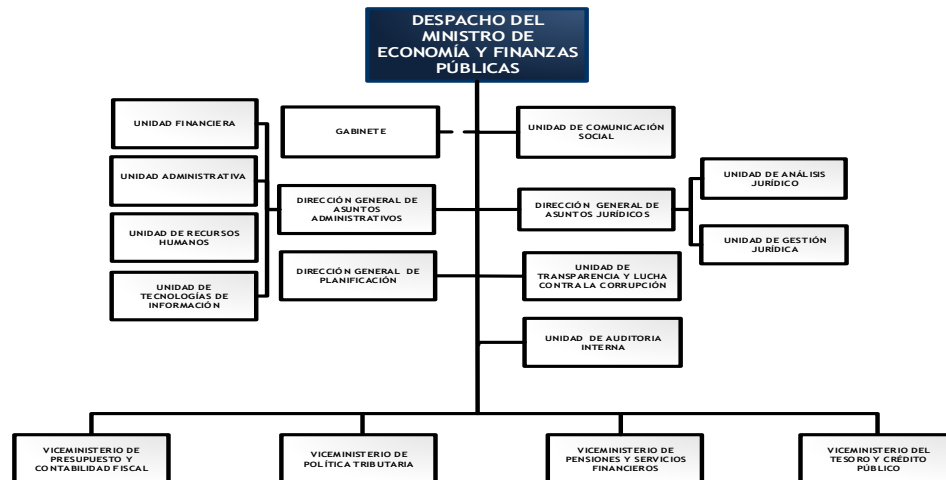 DESPACHO DEL
MINISTRO DE
ECONOMÍA Y FINANZAS
PÚBLICAS
UNIDAD FINANCIERA
GABINETE
UNIDAD DE COMUNICACIÓN
SOCIAL
UNIDAD ADMINISTRATIVA
UNIDAD DE ANÁLISIS
JURÍDICO
DIRECCIÓN GENERAL DE
ASUNTOS
ADMINISTRATIVOS
DIRECCIÓN GENERAL DE
ASUNTOS JURÍDICOS
UNIDAD DE RECURSOS
HUMANOS
UNIDAD DE GESTIÓN
JURÍDICA
DIRECCIÓN GENERAL DE
PLANIFICACIÓN
UNIDAD DE
TRANSPARENCIA Y LUCHA
CONTRA LA CORRUPCIÓN
UNIDAD DE
TECNOLOGÍAS DE
INFORMACIÓN
UNIDAD DE AUDITORIA
INTERNA
VICEMINISTERIO DE
PRESUPUESTO Y
CONTABILIDAD FISCAL
VICEMINISTERIO DE
POLÍTICA TRIBUTARIA
VICEMINISTERIO DE
PENSIONES Y SERVICIOS
FINANCIEROS
VICEMINISTERIO DEL
TESORO Y CRÉDITO
PÚBLICO